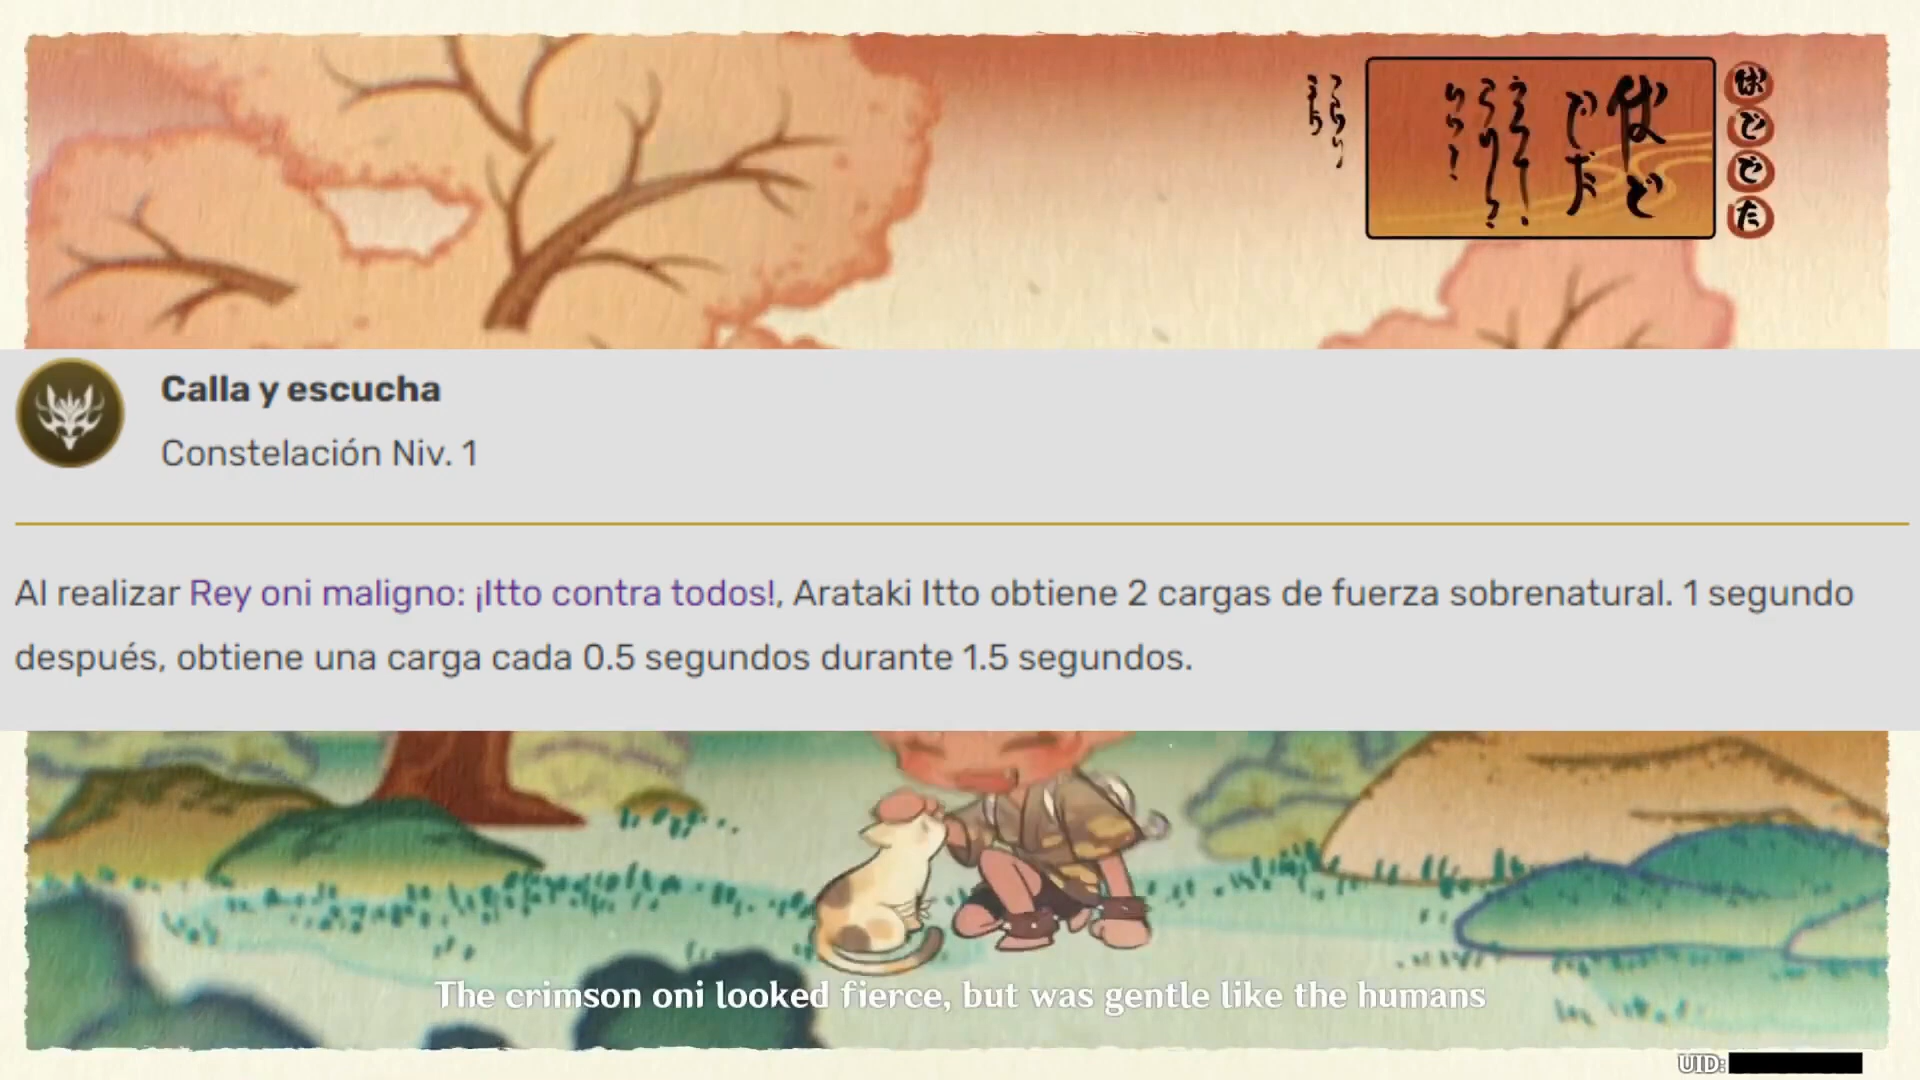 Calla y escucha
Constelación Niv. 1
Al realizar Rey oni maligno: ¡Itto contra todos!, Arataki Itto obtiene 2 cargas de fuerza sobrenatural. 1 segundo
después, obtiene una carga cada 0.5 segundos durante 1.5 segundos.
The crimson oni looked fierce, but was gentle like the humans
UID: